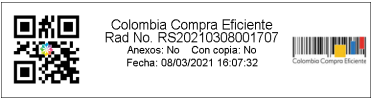 Colombia Compra Eficiente
Rad No. RS20210308001707
Anexos: No Con copia: No
Fecha: 08/03/2021 16:07:32
Colombia Compra Eficiente